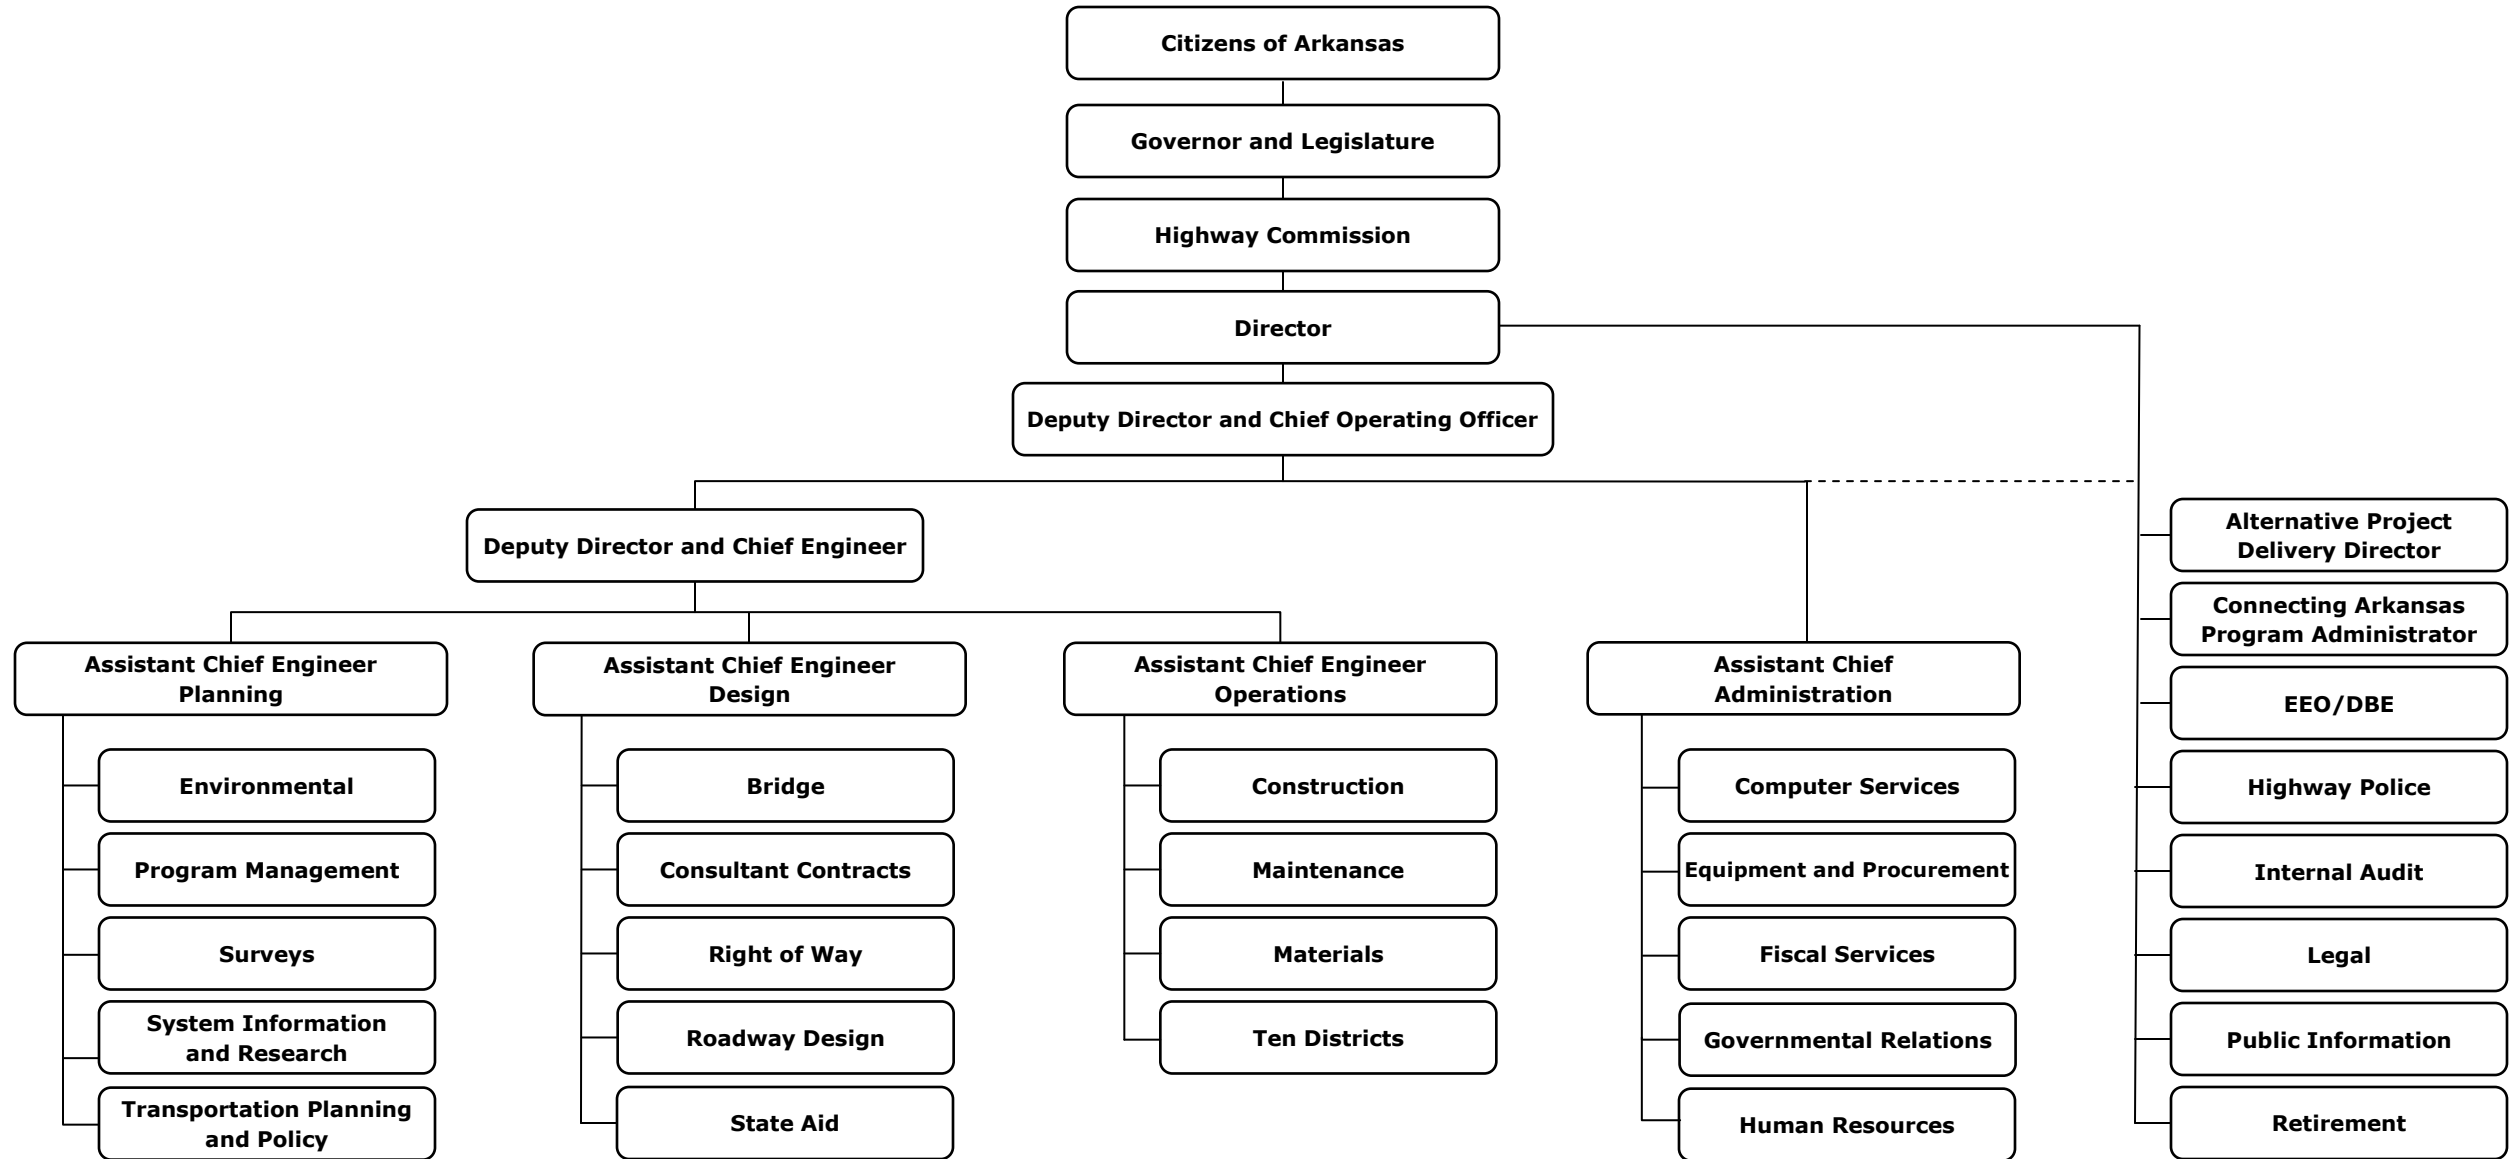 Citizens of Arkansas
Governor and Legislature
Highway Commission
Director
Deputy Director and Chief Operating Officer
Deputy Director and Chief Engineer
Assistant Chief Engineer
Planning
Environmental
Program Management
Surveys
System Information
and Research
Transportation Planning
and Policy
Assistant Chief Engineer
Design
Bridge
Consultant Contracts
Right of Way
Roadway Design
State Aid
Assistant Chief Engineer
Operations
Construction
Maintenance
Materials
Ten Districts
Assistant Chief
Administration
Computer Services
Equipment and Procurement
Fiscal Services
Governmental Relations
Human Resources
Alternative Project
Delivery Director
Connecting Arkansas
Program Administrator
EEO/DBE
Highway Police
Internal Audit
Legal
Public Information
Retirement